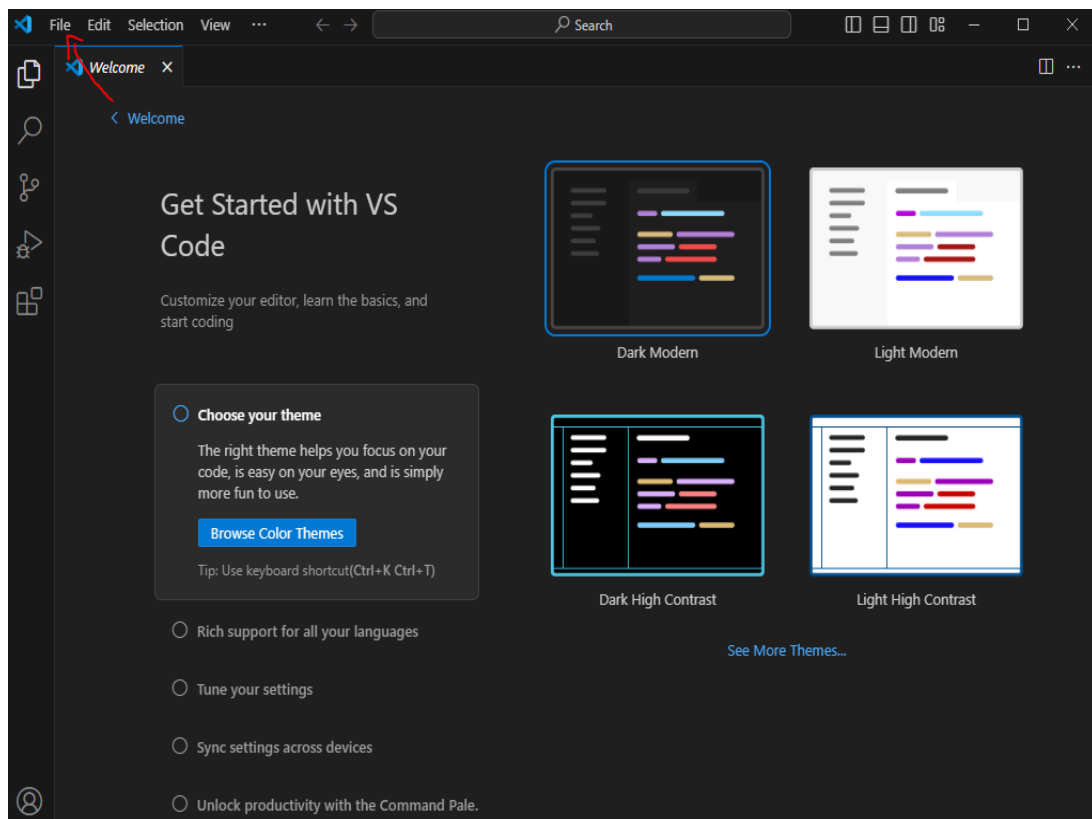 File Edit Selection View ··· Search
Welcome
Welcome
Get Started with VS
Code
Customize your editor, learn the basics, and
start coding
Choose your theme
The right theme helps you focus on your
code, is easy on your eyes, and is simply
more fun to use.
Browse Color Themes
Tip: Use keyboard shortcut(Ctrl+K Ctrl+T)
Rich support for all your languages
Tune your settings
Sync settings across devices
Unlock productivity with the Command Pale.
Dark Modern
Light Modern
Dark High Contrast
Light High Contrast
See More Themes...